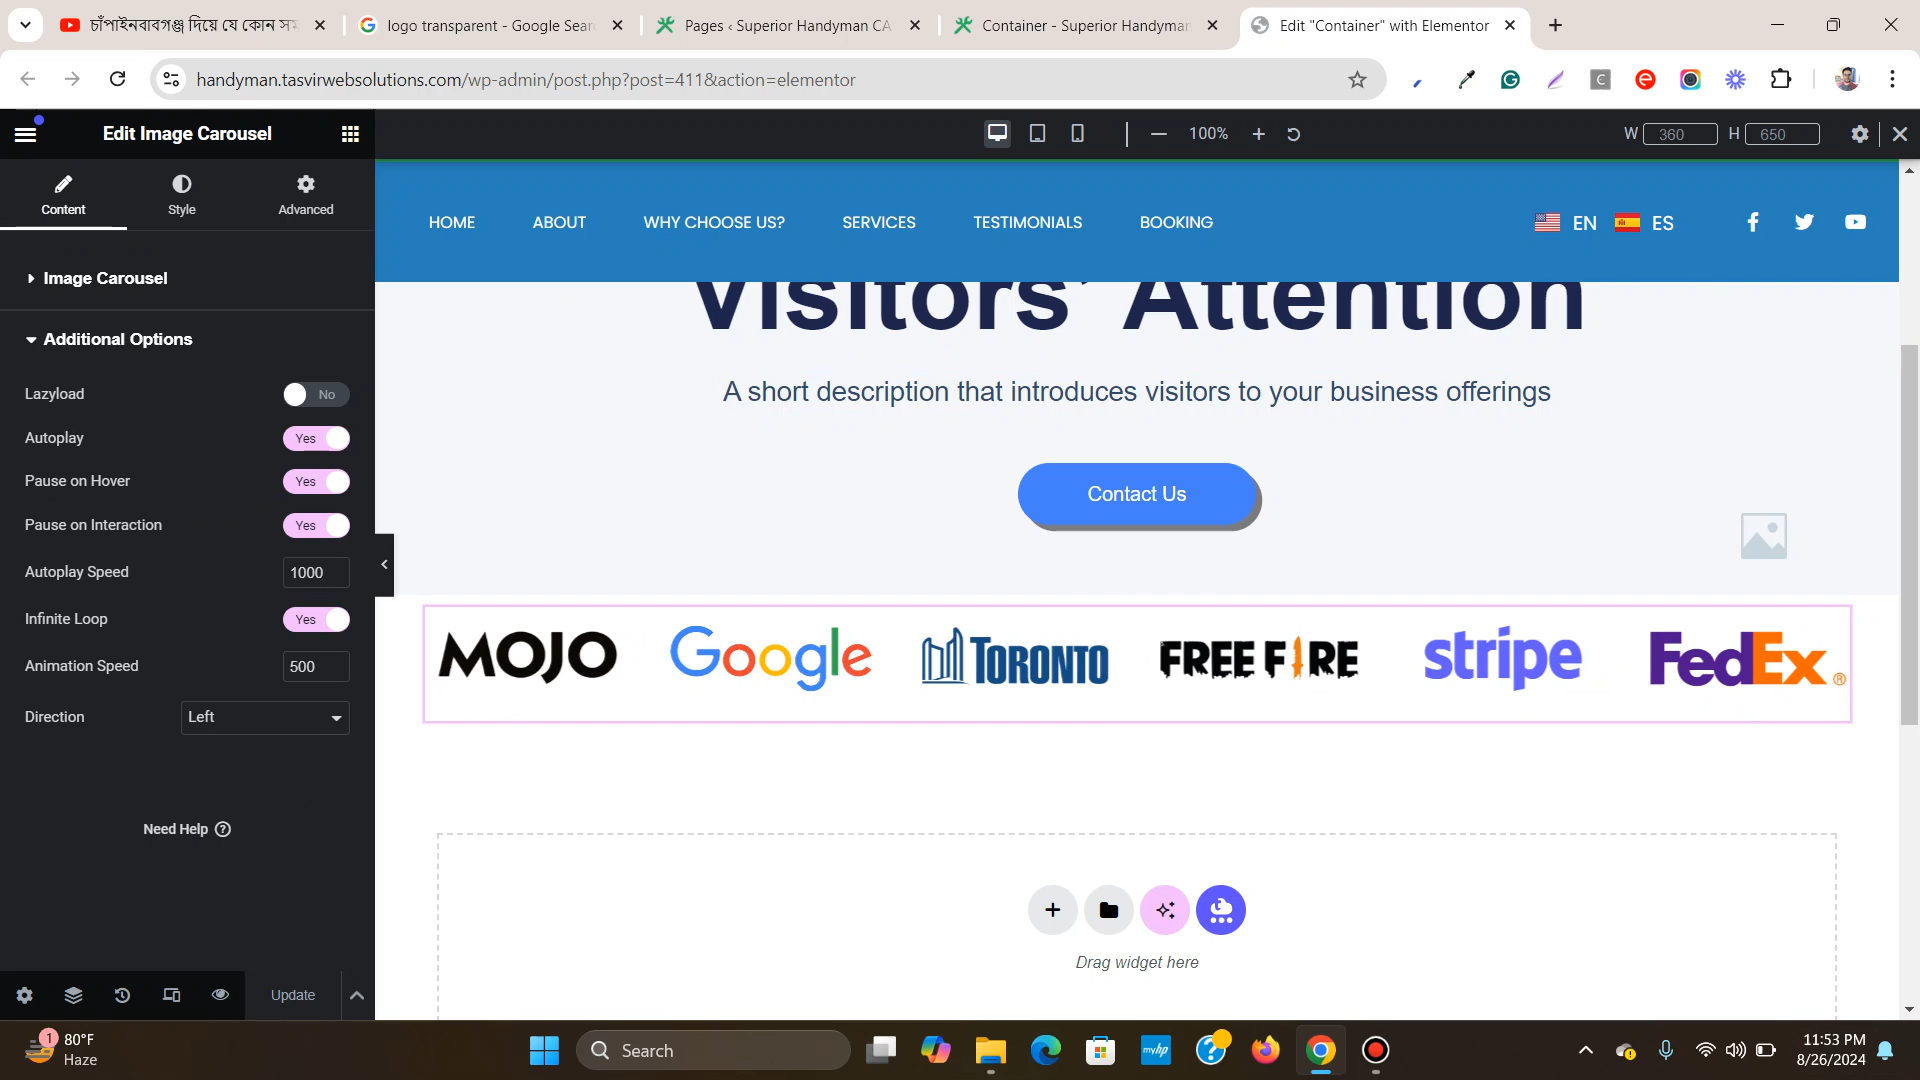 চাঁপাইনবাবগঞ্জ দিয়ে যে কোন সম
logo transparent - Google Sear
Pages ‹ Superior Handyman CA
Container - Superior Handyman
Edit "Container" with Elementor
handyman.tasvirwebsolutions.com/wp-admin/post.php?post=411&action=elementor
Edit Image Carousel
100%
W 360 H 650
Content
Style
Advanced
HOME
ABOUT
WHY CHOOSE US?
SERVICES
TESTIMONIALS
BOOKING
EN
ES
Image Carousel
Visitors' Attention
Additional Options
Lazyload No
A short description that introduces visitors to your business offerings
Autoplay Yes
Pause on Hover Yes
Contact Us
Pause on Interaction Yes
Autoplay Speed 1000
Infinite Loop Yes
Animation Speed 500
Direction Left
MOJO
Google
TORONTO
FREE FIRE
stripe
FedEx®
Need Help ?
Drag widget here
Update
1
80°F
Haze
Search
myhp
11:53 PM
8/26/2024